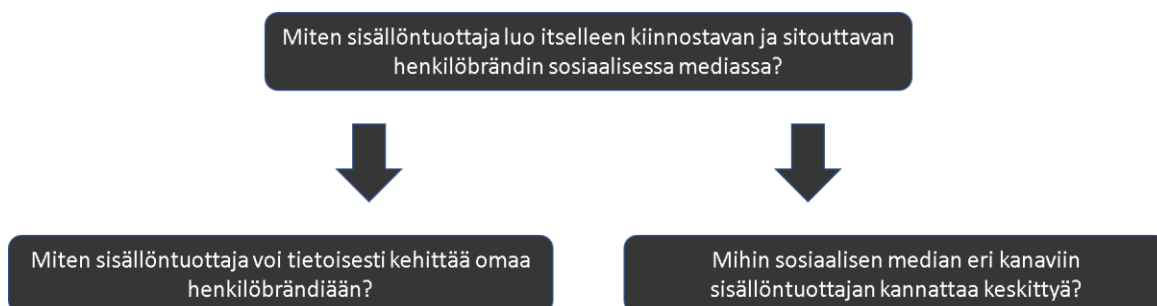 Miten sisällöntuottaja luo itselleen kiinnostavan ja sitouttavan
henkilöbrändin sosiaalisessa mediassa?
Miten sisällöntuottaja voi tietoisesti kehittää omaa
henkilöbrändiään?
Mihin sosiaalisen median eri kanaviin
sisällöntuottajan kannattaa keskittyä?